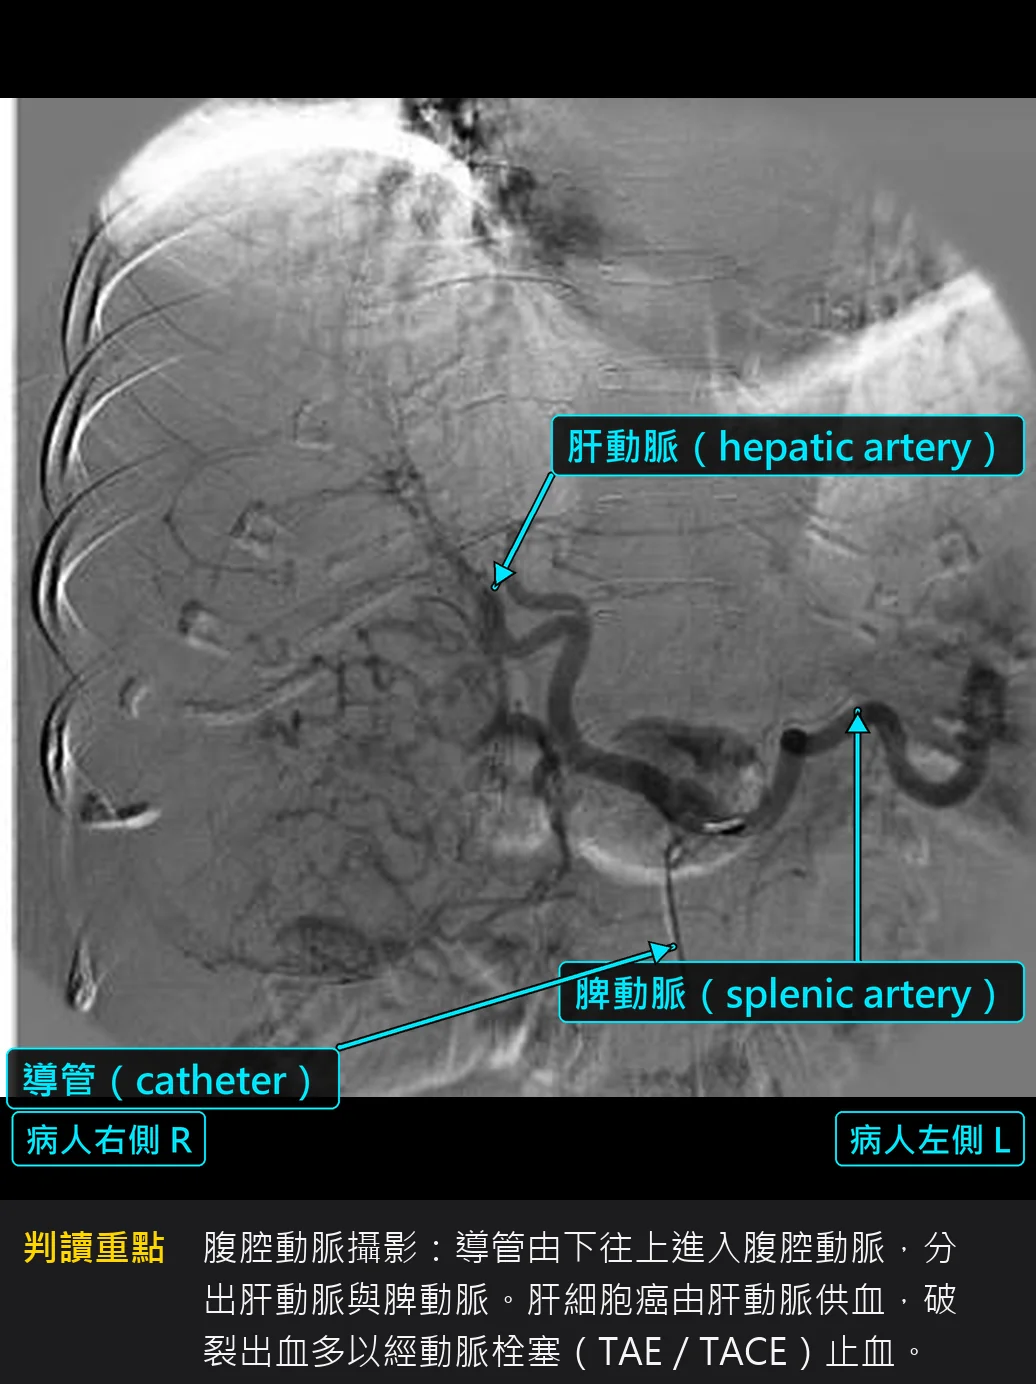 肝動脈（hepatic artery）
脾動脈（splenic artery）
導管（catheter）
病人右側 R
病人左側 L
判讀重點
腹腔動脈攝影：導管由下往上進入腹腔動脈，分
出肝動脈與脾動脈。肝細胞癌由肝動脈供血，破
裂出血多以經動脈栓塞（TAE / TACE）止血。